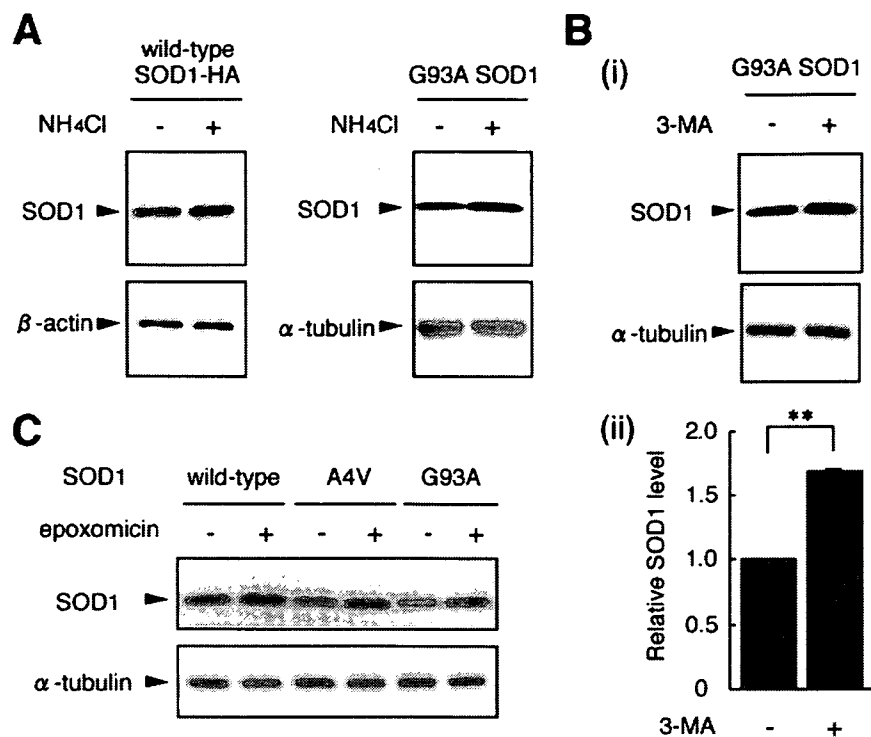 A
wild-type
SOD1-HA
NH4Cl - +
SOD1
β-actin
G93A SOD1
NH4Cl - +
SOD1
α-tubulin
B
(i)
G93A SOD1
3-MA - +
SOD1
α-tubulin
(ii)
**
Relative SOD1 level
2.0
1.5
1.0
0.5
0
3-MA - +
C
SOD1 wild-type A4V G93A
epoxomicin - + - + - +
SOD1
α-tubulin